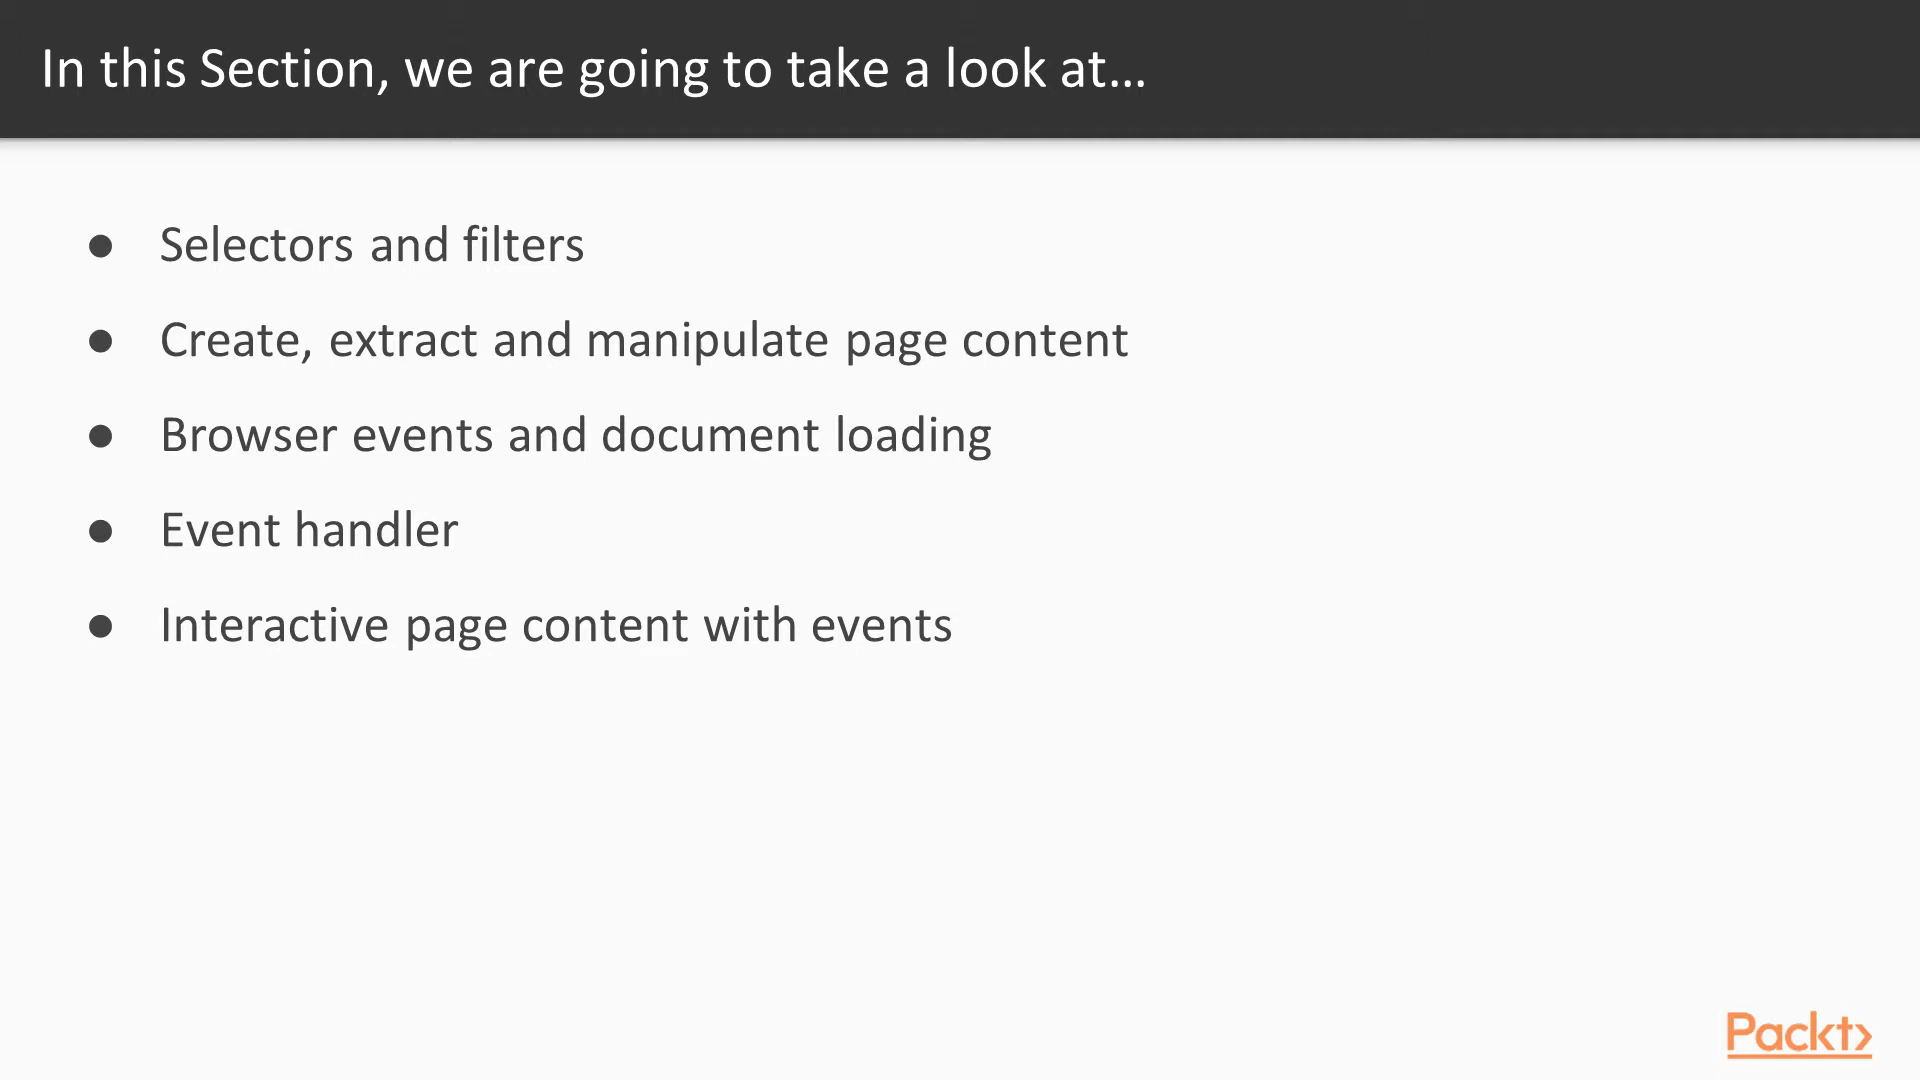 In this Section, we are going to take a look at...
● Selectors and filters
● Create, extract and manipulate page content
● Browser events and document loading
● Event handler
● Interactive page content with events
Packt>